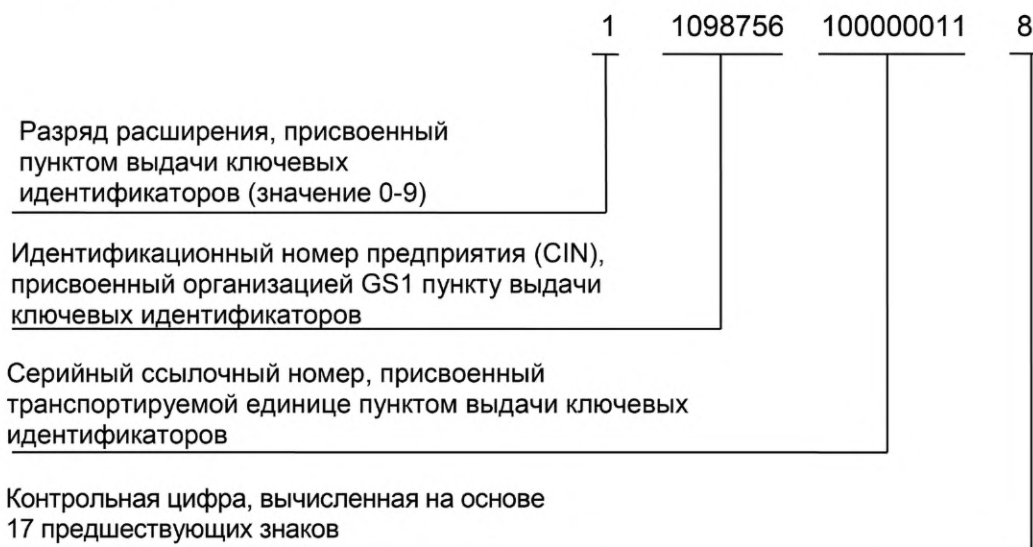 1 1098756 100000011 8
Разряд расширения, присвоенный
пунктом выдачи ключевых
идентификаторов (значение 0-9)
Идентификационный номер предприятия (CIN),
присвоенный организацией GS1 пункту выдачи
ключевых идентификаторов
Серийный ссылочный номер, присвоенный
транспортируемой единице пунктом выдачи ключевых
идентификаторов
Контрольная цифра, вычисленная на основе
17 предшествующих знаков